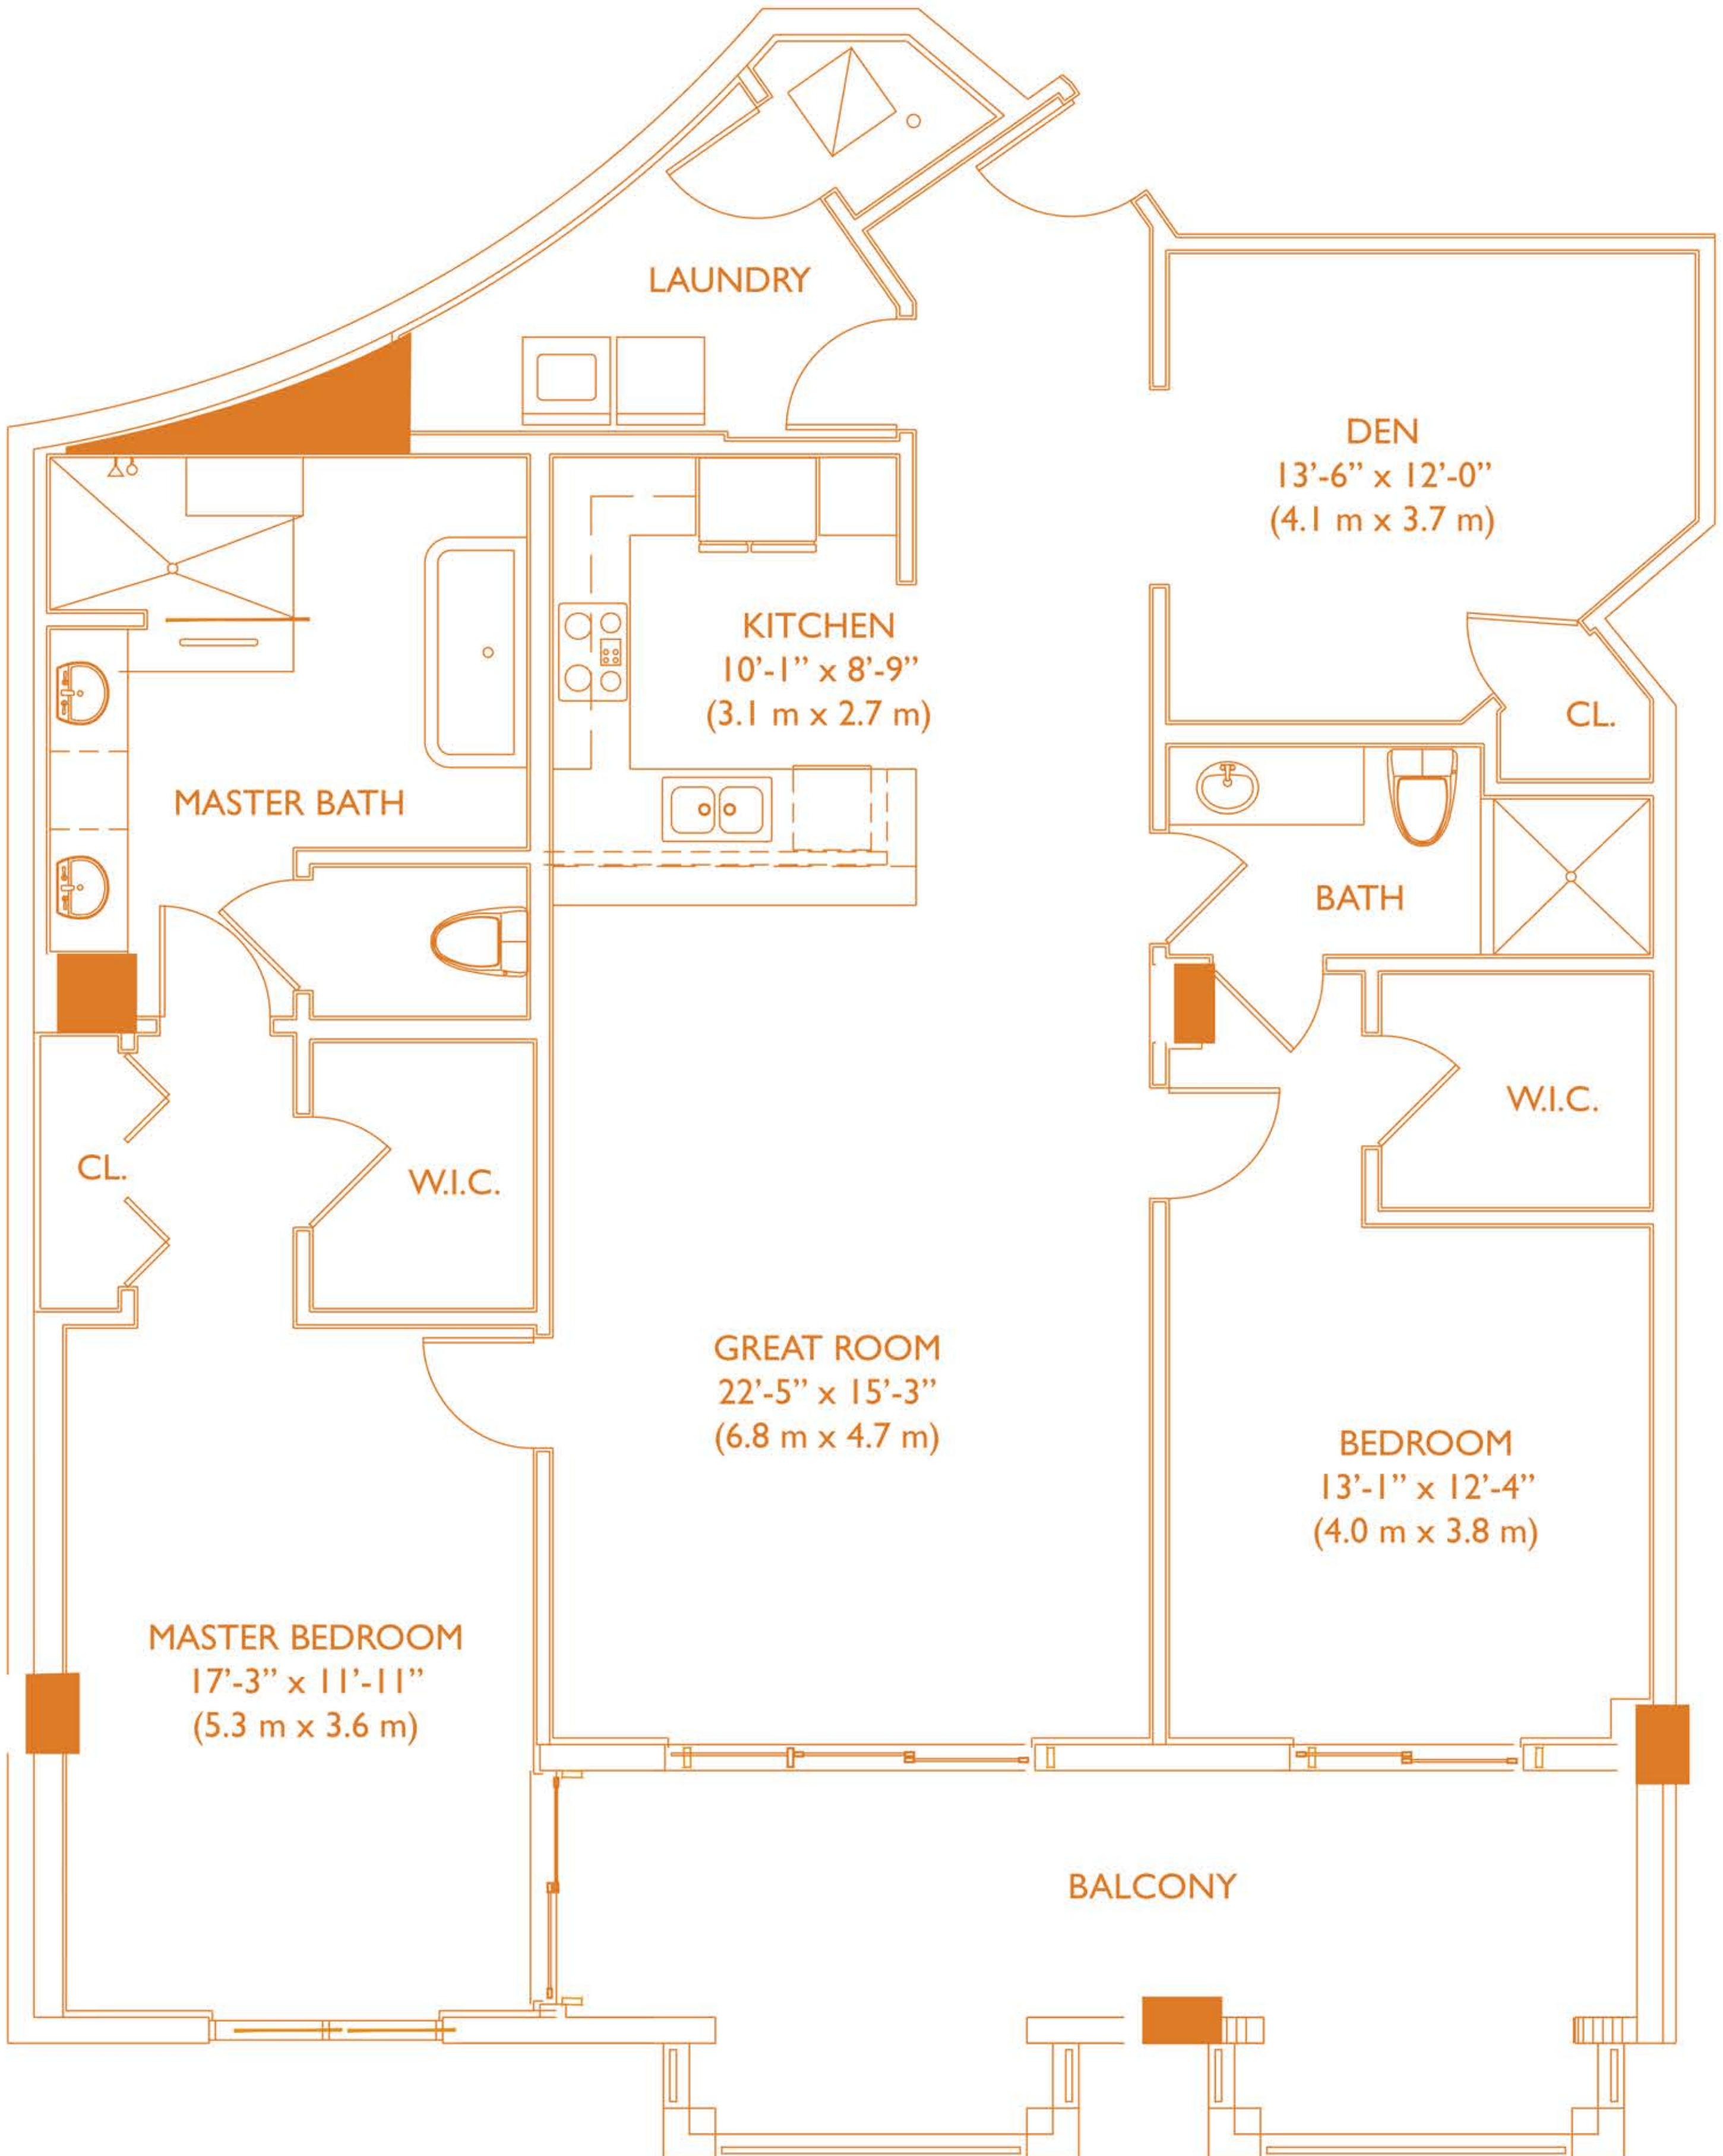 LAUNDRY
DEN
13'-6” x 12'-0”
(4.1 m x 3.7 m)
KITCHEN
10'-1” x 8'-9”
(3.1 m x 2.7 m)
CL.
MASTER BATH
BATH
W.I.C.
CL.
W.I.C.
GREAT ROOM
22'-5” x 15'-3”
(6.8 m x 4.7 m)
BEDROOM
13'-1” x 12'-4”
(4.0 m x 3.8 m)
MASTER BEDROOM
17'-3” x 11'-11”
(5.3 m x 3.6 m)
BALCONY